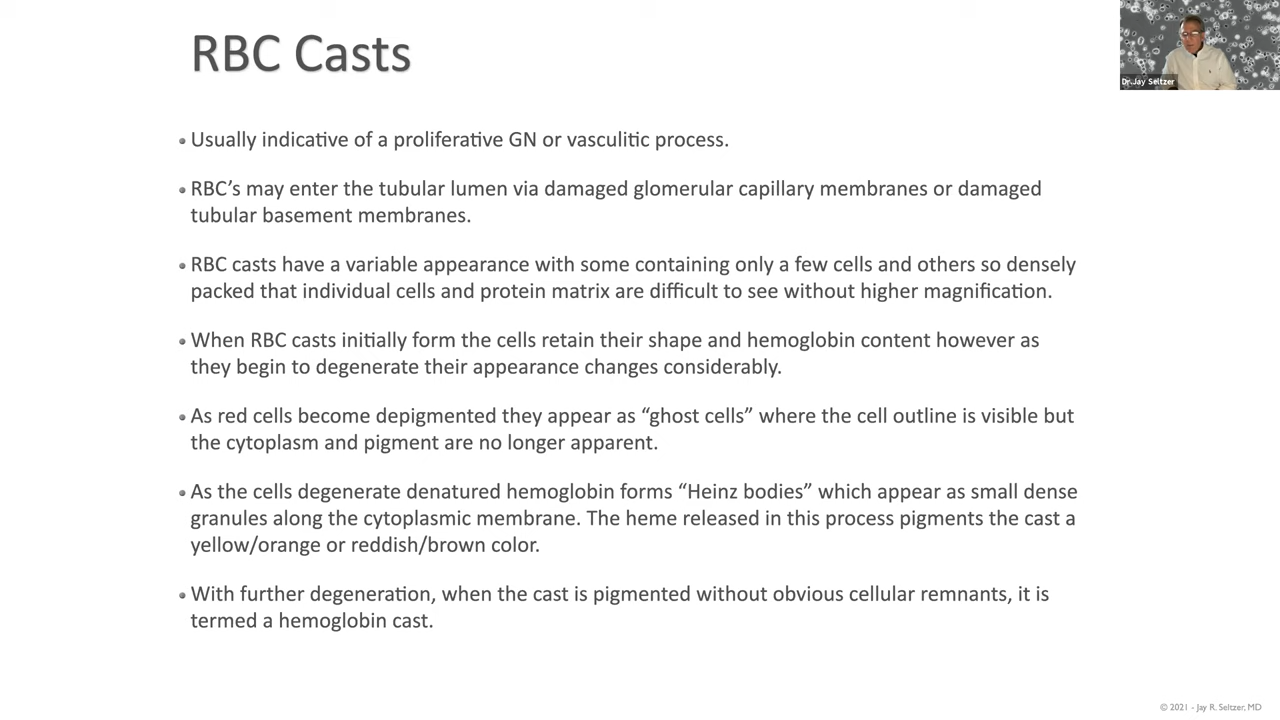 RBC Casts
Dr.Jay Seltzer
• Usually indicative of a proliferative GN or vasculitic process.
• RBC’s may enter the tubular lumen via damaged glomerular capillary membranes or damaged
tubular basement membranes.
• RBC casts have a variable appearance with some containing only a few cells and others so densely
packed that individual cells and protein matrix are difficult to see without higher magnification.
• When RBC casts initially form the cells retain their shape and hemoglobin content however as
they begin to degenerate their appearance changes considerably.
• As red cells become depigmented they appear as “ghost cells” where the cell outline is visible but
the cytoplasm and pigment are no longer apparent.
• As the cells degenerate denatured hemoglobin forms “Heinz bodies” which appear as small dense
granules along the cytoplasmic membrane. The heme released in this process pigments the cast a
yellow/orange or reddish/brown color.
• With further degeneration, when the cast is pigmented without obvious cellular remnants, it is
termed a hemoglobin cast.
© 2021 - Jay R. Seltzer, MD